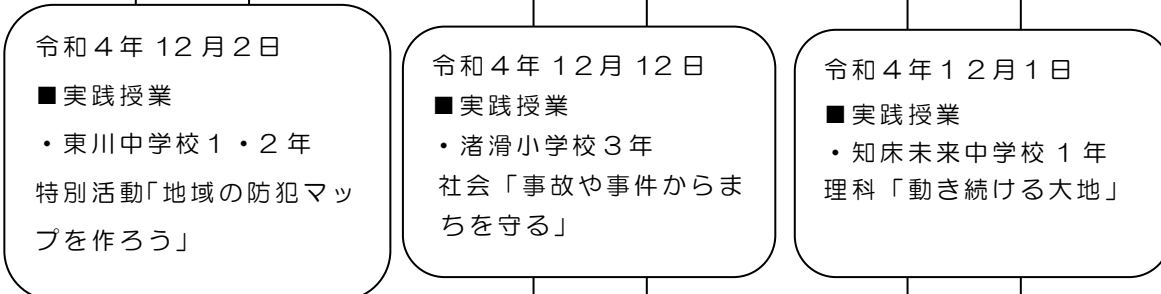 令和４年 12 月２日
■実践授業
・東川中学校１・２年
特別活動｢地域の防犯マッ
プを作ろう」
令和４年 12月 12 日
■実践授業
・渚滑小学校３年
社会「事故や事件からま
ちを守る」
令和４年１２月１日
■実践授業
・知床未来中学校 1 年
理科「動き続ける大地」